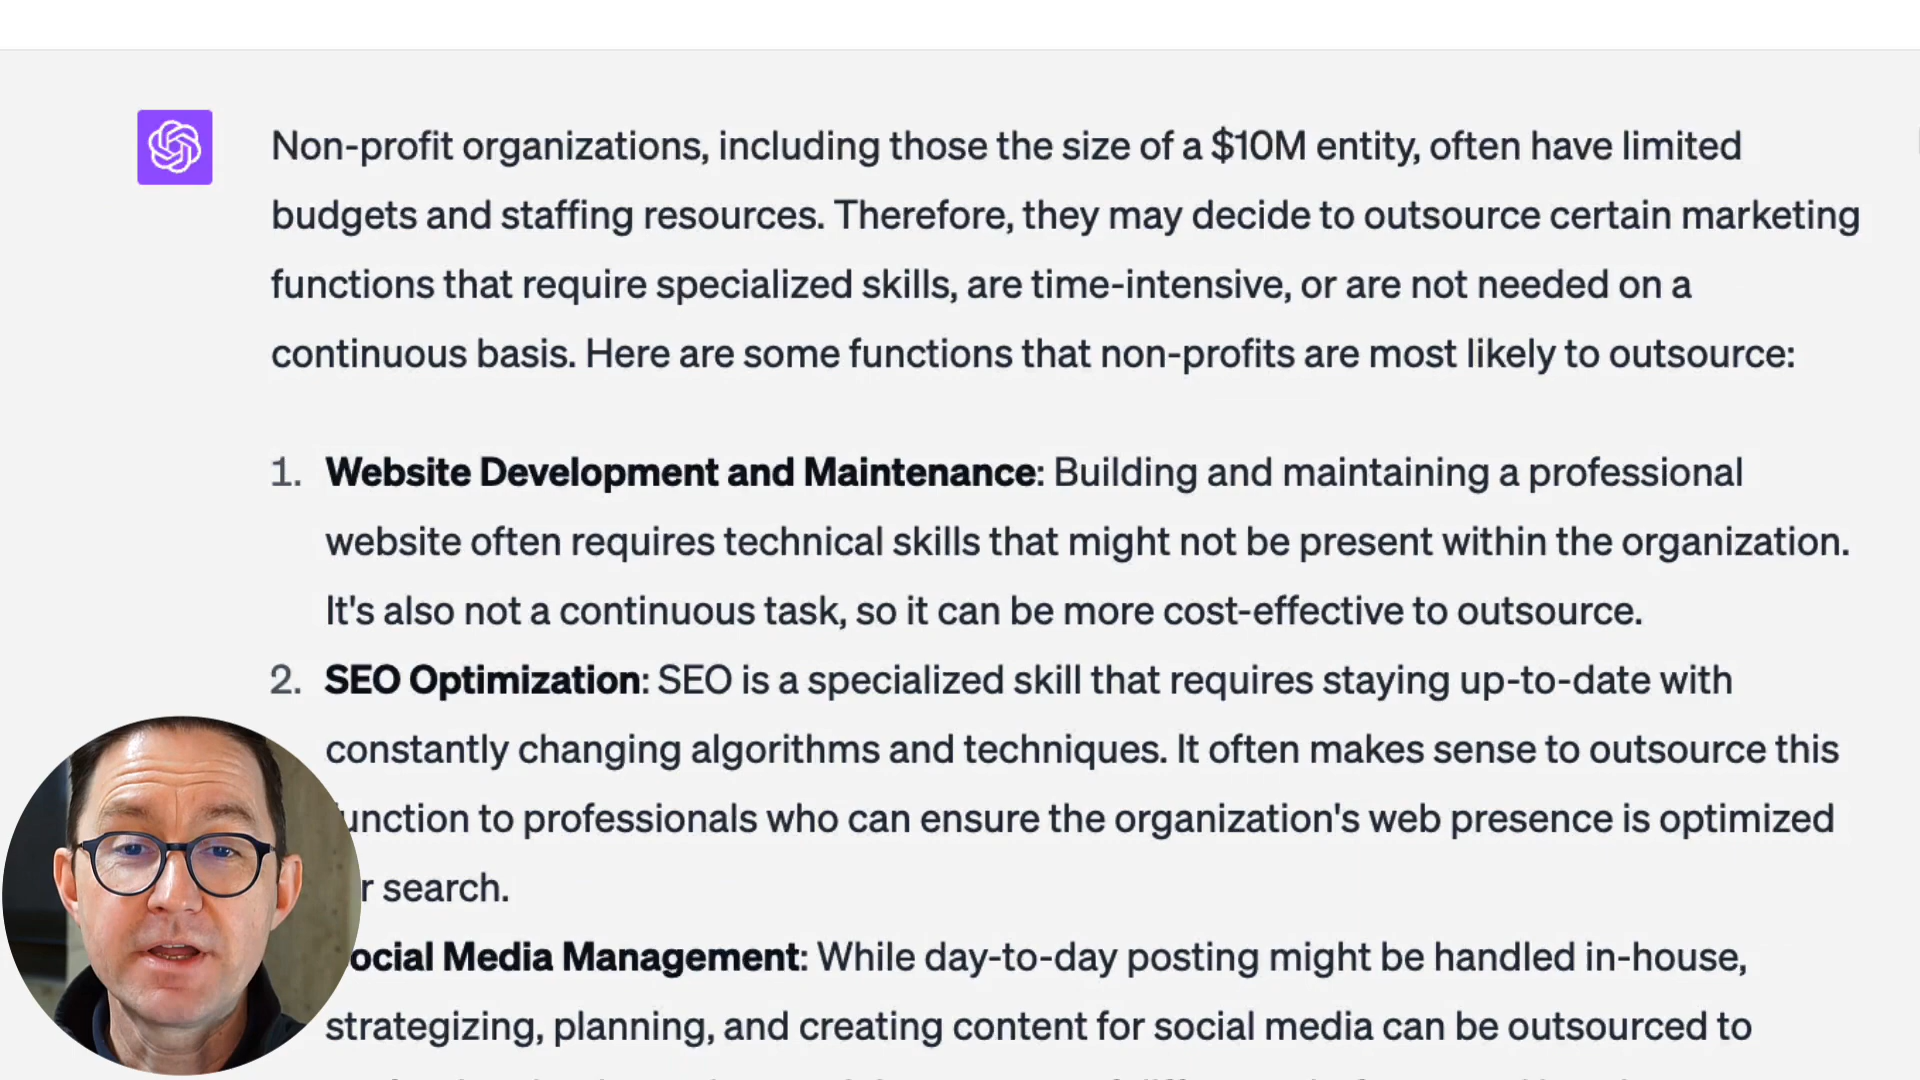 Non-profit organizations, including those the size of a $10M entity, often have limited
budgets and staffing resources. Therefore, they may decide to outsource certain marketing
functions that require specialized skills, are time-intensive, or are not needed on a
continuous basis. Here are some functions that non-profits are most likely to outsource:
1. Website Development and Maintenance: Building and maintaining a professional
website often requires technical skills that might not be present within the organization.
It's also not a continuous task, so it can be more cost-effective to outsource.
2. SEO Optimization: SEO is a specialized skill that requires staying up-to-date with
constantly changing algorithms and techniques. It often makes sense to outsource this
unction to professionals who can ensure the organization's web presence is optimized
r search.
ocial Media Management: While day-to-day posting might be handled in-house,
strategizing, planning, and creating content for social media can be outsourced to